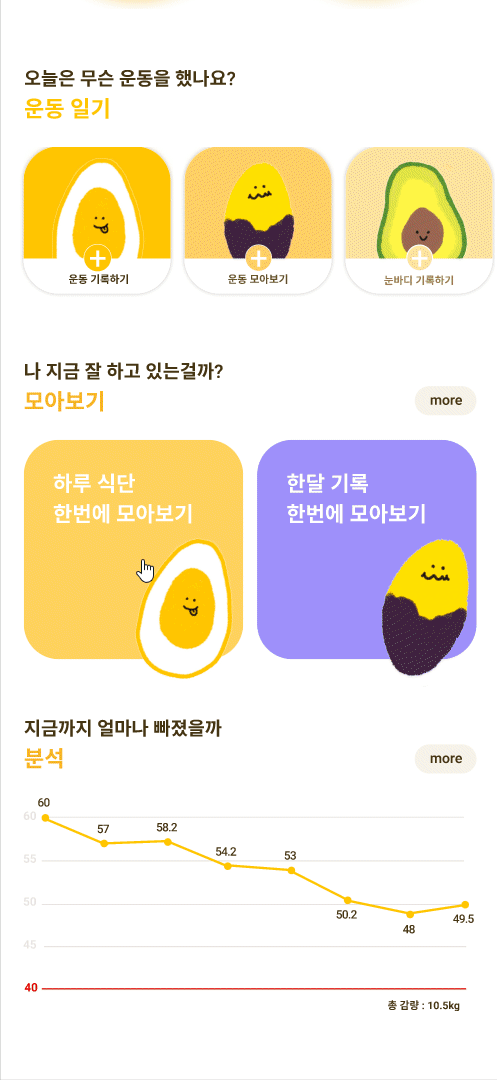 오늘은 무슨 운동을 했나요?
운동 일기
운동 기록하기
운동 모아보기
눈바디 기록하기
나 지금 잘 하고 있는걸까?
모아보기
more
하루 식단
한번에 모아보기
한달 기록
한번에 모아보기
지금까지 얼마나 빠졌을까
분석
more
60
57
58.2
54.2
53
50.2
48
49.5
60
55
50
45
40
총 감량 : 10.5kg